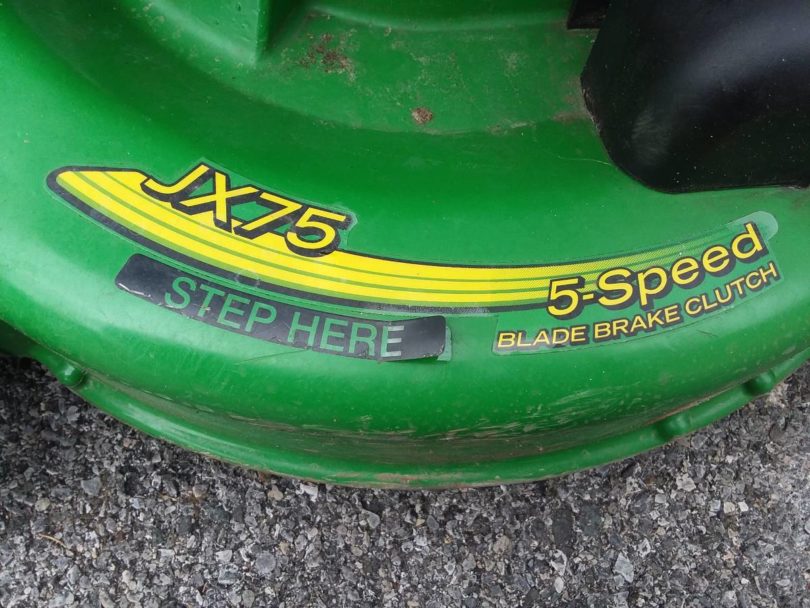 JX75
STEP HERE
5-Speed
BLADE BRAKE CLUTCH